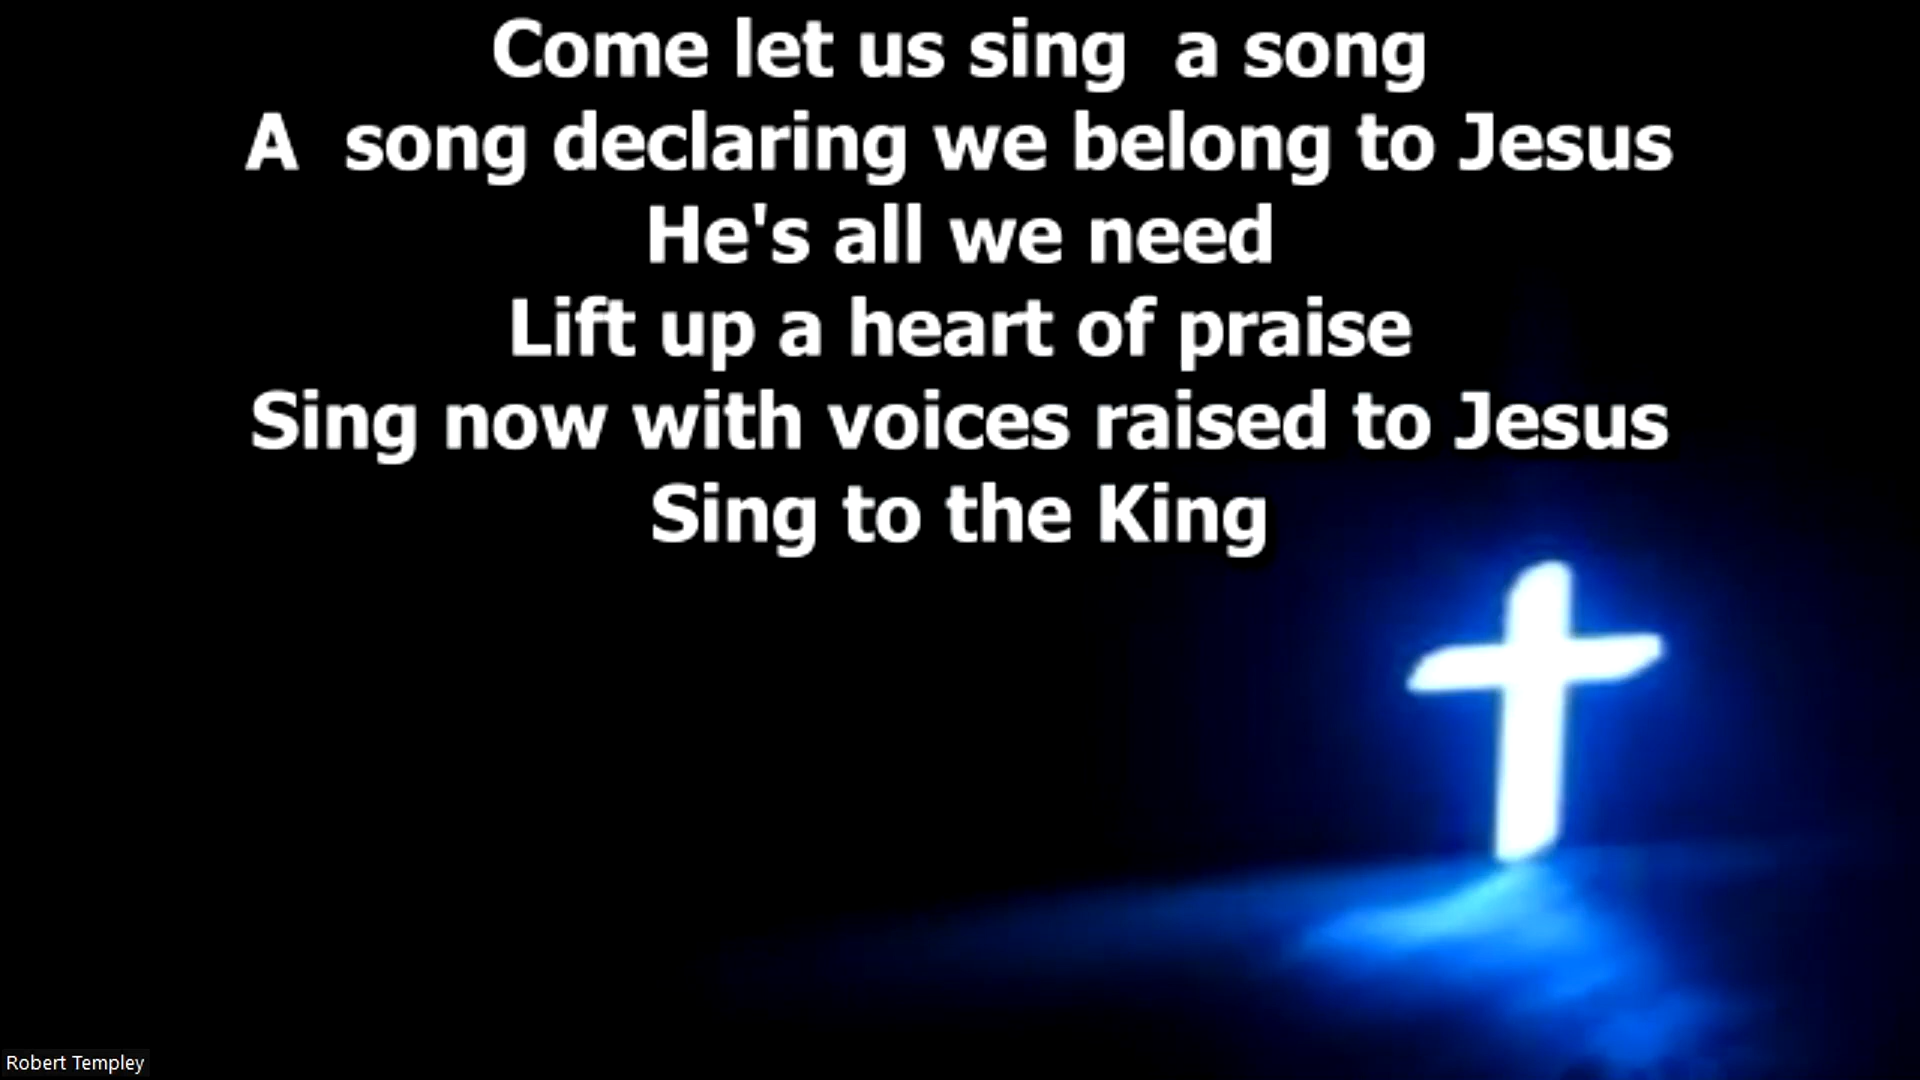 Come let us sing  a song
A  song declaring we belong to Jesus
He's all we need
Lift up a heart of praise
Sing now with voices raised to Jesus
Sing to the King
Robert Templey